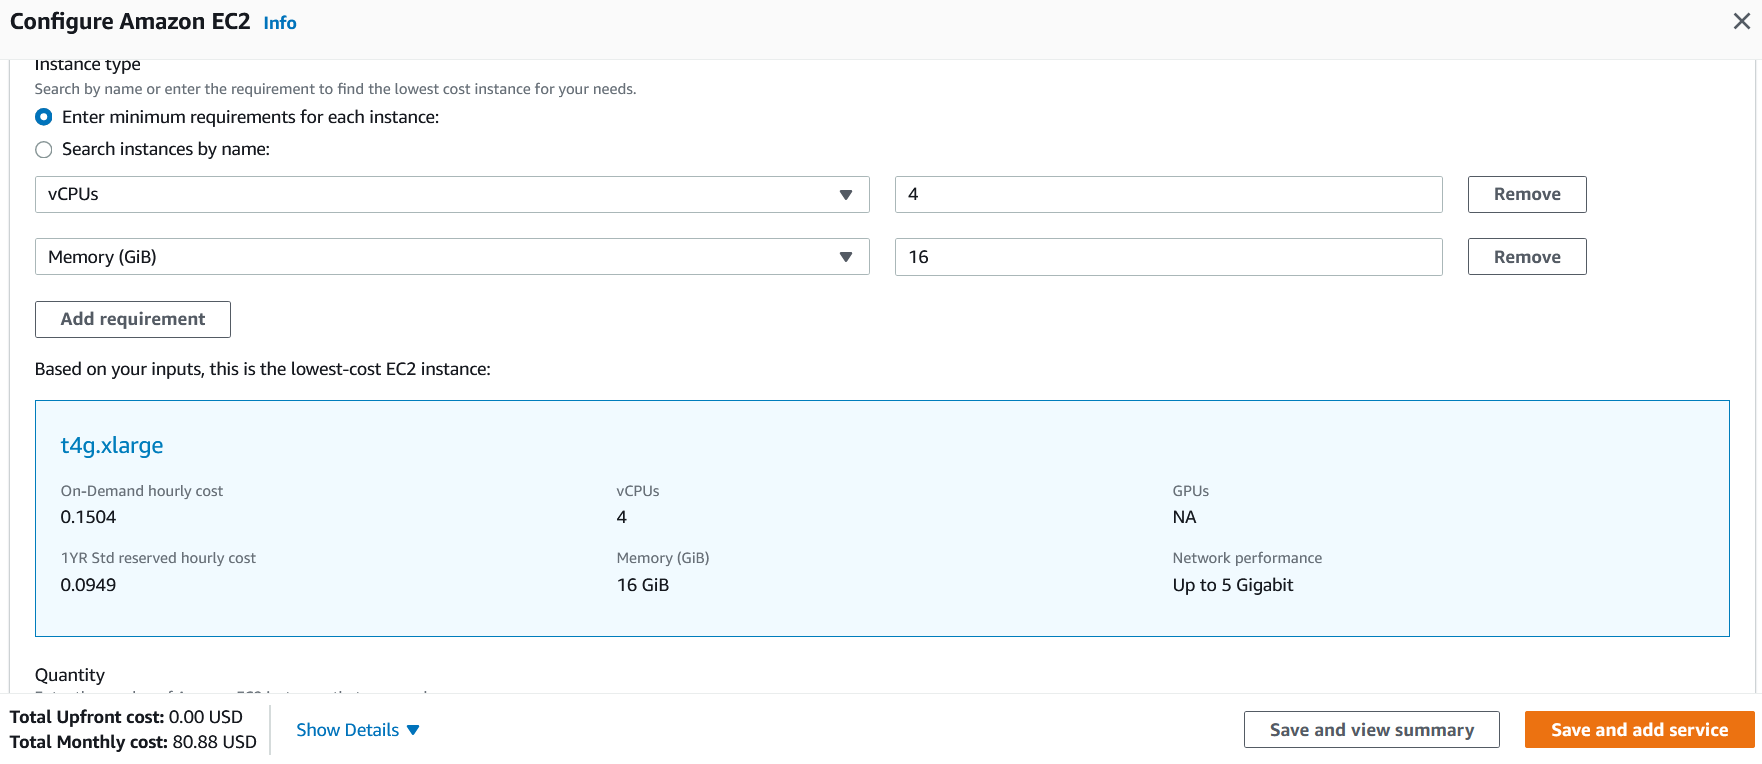 Configure Amazon EC2 Info
Instance type
Search by name or enter the requirement to find the lowest cost instance for your needs.
Enter minimum requirements for each instance:
Search instances by name:
vCPUs 4 Remove
Memory (GiB) 16 Remove
Add requirement
Based on your inputs, this is the lowest-cost EC2 instance:
t4g.xlarge
On-Demand hourly cost vCPUs GPUs
0.1504 4 NA
1YR Std reserved hourly cost Memory (GiB) Network performance
0.0949 16 GiB Up to 5 Gigabit
Quantity
Total Upfront cost: 0.00 USD
Total Monthly cost: 80.88 USD
Show Details
Save and view summary
Save and add service